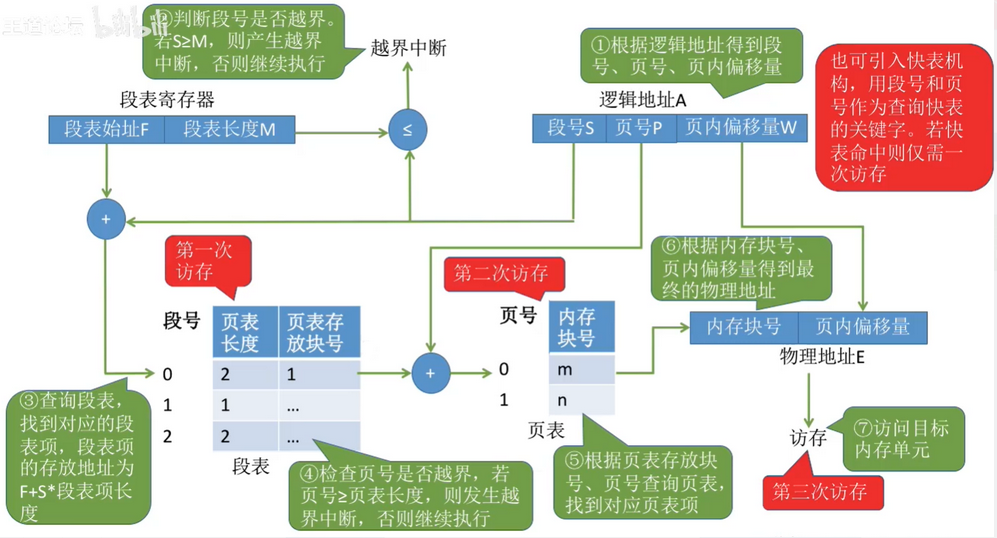 bilibili
②判断段号是否越界。
若S≥M，则产生越界
中断，否则继续执行
越界中断
①根据逻辑地址得到段
号、页号、页内偏移量
也可引入快表机
构，用段号和页
号作为查询快表
的关键字。若快
表命中则仅需一
次访存
段表寄存器
段表始址F
段表长度M
≤
逻辑地址A
段号S
页号P
页内偏移量W
+
第一次
访存
第二次访存
⑥根据内存块号、
页内偏移量得到最
终的物理地址
段号
页表
长度
页表存
放块号
0
2
1
1
1
...
2
2
...
段表
+
页号
内存
块号
0
m
1
n
页表
内存块号
页内偏移量
物理地址E
③查询段表，
找到对应的段
表项，段表项
的存放地址为
F+S*段表项长
度
④检查页号是否越界，若
页号≥页表长度，则发生越
界中断，否则继续执行
⑤根据页表存放块
号、页号查询页表，
找到对应页表项
访存
⑦访问目标
内存单元
第三次访存